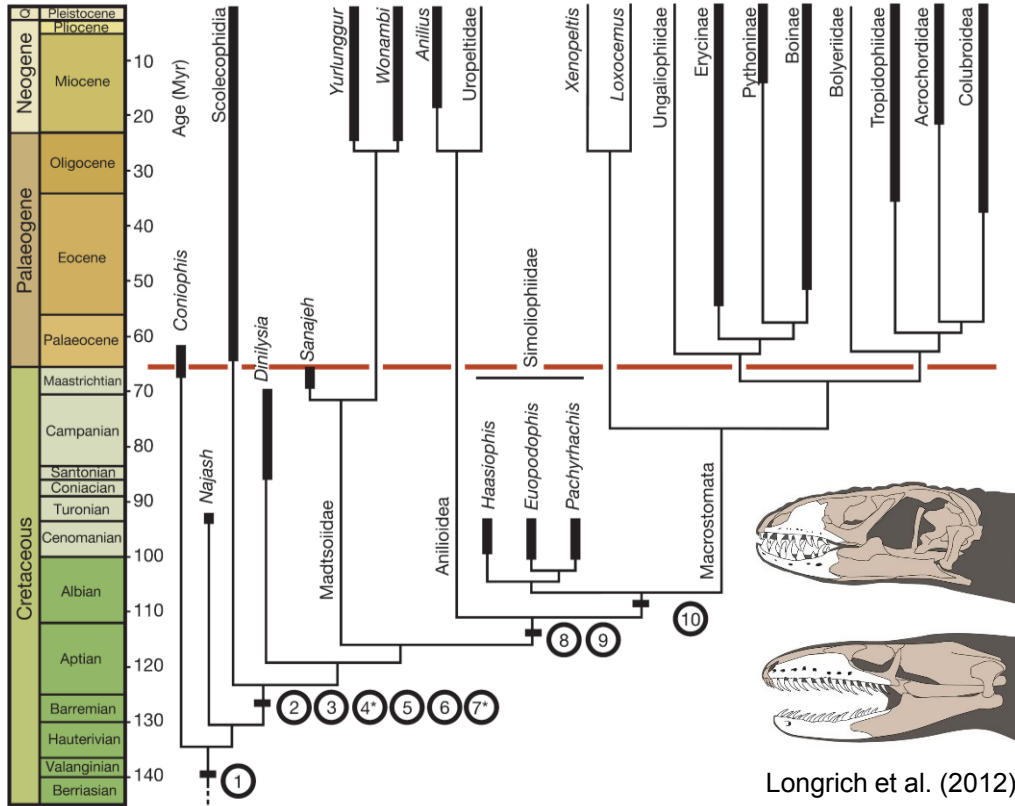 Q
Neogene
Palaeogene
Cretaceous
Pleistocene
Pliocene
Miocene
Oligocene
Eocene
Palaeocene
Maastrichtian
Campanian
Santonian
Coniacian
Turonian
Cenomanian
Albian
Aptian
Barremian
Hauterivian
Valanginian
Berriasian
Age (Myr)
10
20
30
40
50
60
70
80
90
100
110
120
130
140
Coniophis
Najash
Scolecophidia
Dinilysia
Sanajeh
Madtsoiidae
Yurlunggur
Wonambi
Anilius
Uropeltidae
Anilioidea
Simoliophiidae
Haasiophis
Euopodophis
Pachyrhachis
Xenopeltis
Loxocemus
Macrostomata
Ungaliophiidae
Erycinae
Pythoninae
Boinae
Bolyeriidae
Tropidophiidae
Acrochordidae
Colubroidea
1
2
3
4*
5
6
7*
8
9
10
Longrich et al. (2012)